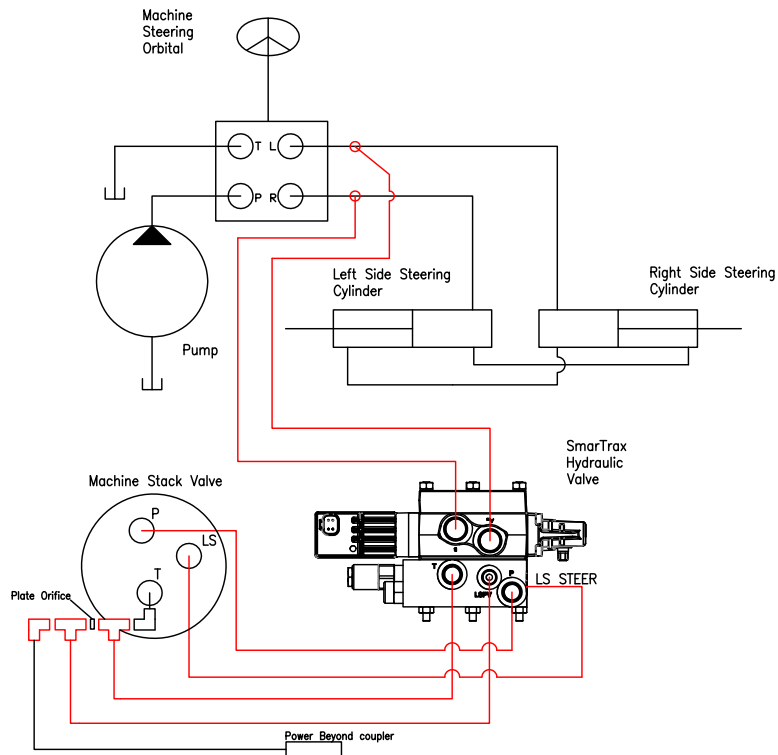 Machine
Steering
Orbital
T L
P R
Left Side Steering
Cylinder
Right Side Steering
Cylinder
Pump
SmarTrax
Hydraulic
Valve
Machine Stack Valve
P
LS
T
T
P
LS STEER
LSPV
Plate Orifice
Power Beyond coupler